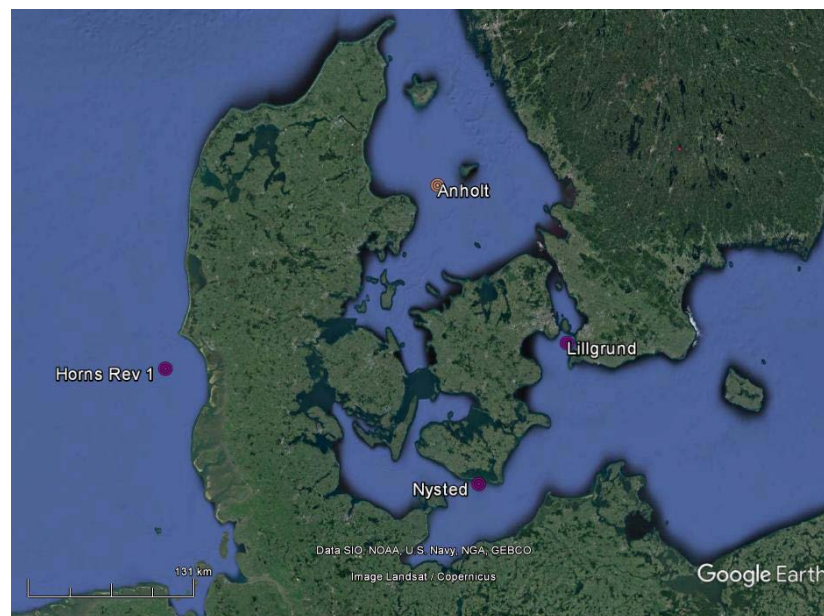 Anholt
Lillgrund
Horns Rev 1
Nysted
Data SIO, NOAA, U.S. Navy, NGA, GEBCO
131 km
Image Landsat / Copernicus
Google Earth